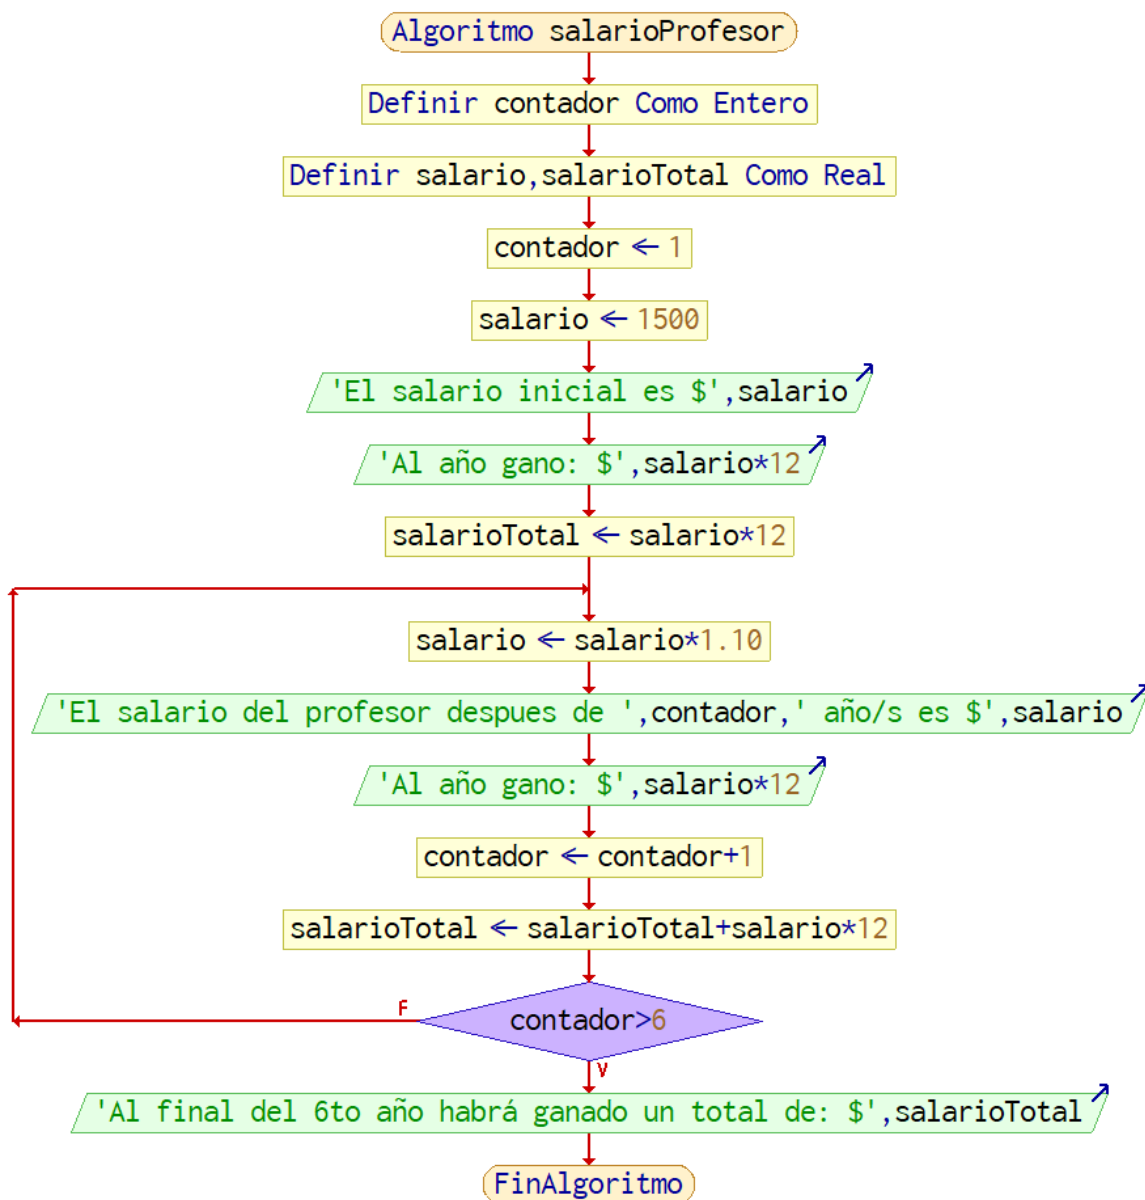 Algoritmo salarioProfesor
Definir contador Como Entero
Definir salario,salarioTotal Como Real
contador ← 1
salario ← 1500
'El salario inicial es $',salario
'Al año gano: $',salario*12
salarioTotal ← salario*12
salario ← salario*1.10
'El salario del profesor despues de ',contador,' año/s es $',salario
'Al año gano: $',salario*12
contador ← contador+1
salarioTotal ← salarioTotal+salario*12
F
contador>6
V
'Al final del 6to año habrá ganado un total de: $',salarioTotal
FinAlgoritmo